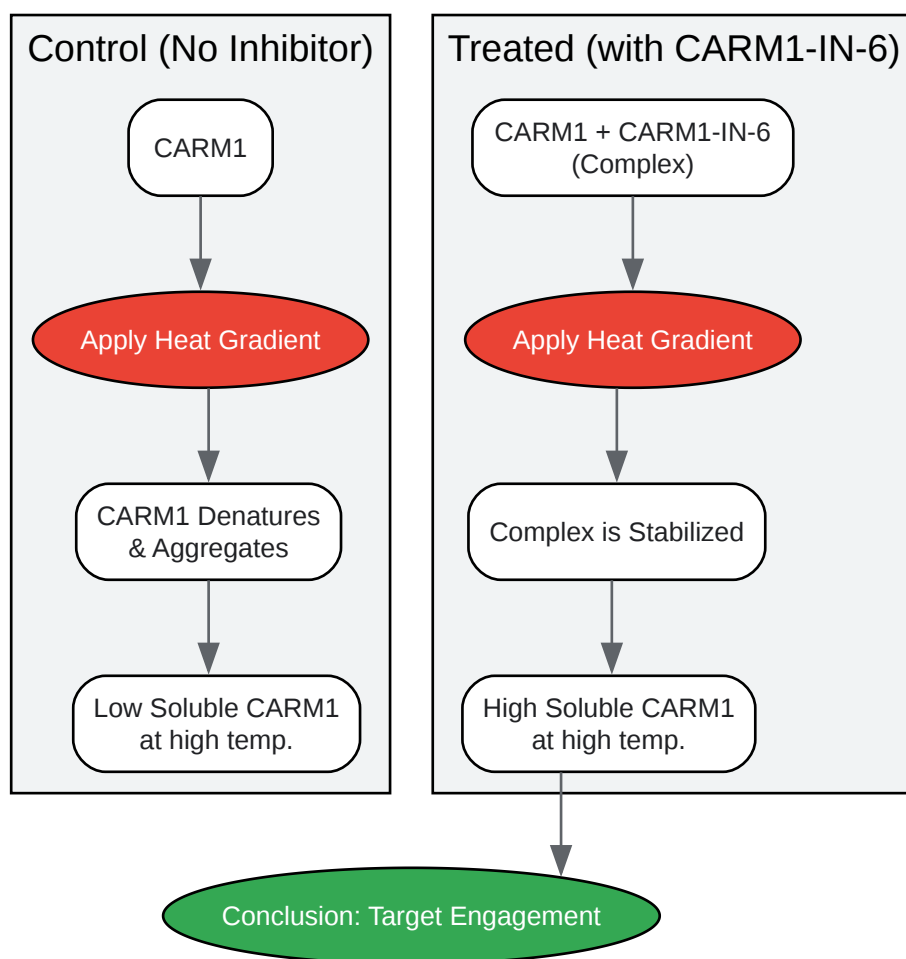 Control (No Inhibitor)
CARM1
Apply Heat Gradient
CARM1 Denatures
& Aggregates
Low Soluble CARM1
at high temp.
Treated (with CARM1-IN-6)
CARM1 + CARM1-IN-6
(Complex)
Apply Heat Gradient
Complex is Stabilized
High Soluble CARM1
at high temp.
Conclusion: Target Engagement